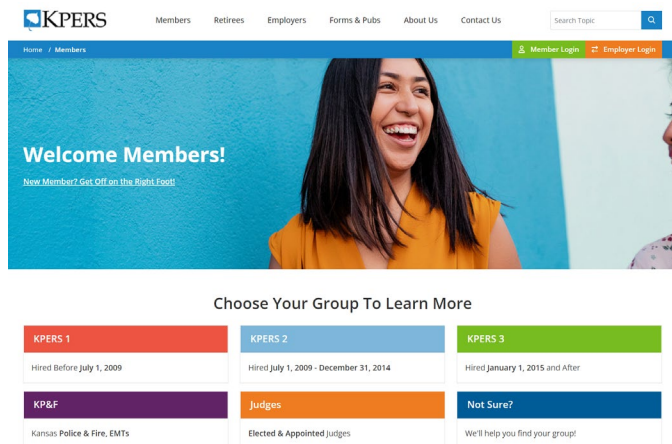 KPERS
Members Retirees Employers Forms & Pubs About Us Contact Us Search Topic
Home / Members Member Login Employer Login
Welcome Members!
New Member? Get Off on the Right Foot!
Choose Your Group To Learn More
KPERS 1 KPERS 2 KPERS 3
Hired Before July 1, 2009 Hired July 1, 2009 - December 31, 2014 Hired January 1, 2015 and After
KP&F Judges Not Sure?
Kansas Police & Fire, EMTs Elected & Appointed Judges We'll help you find your group!